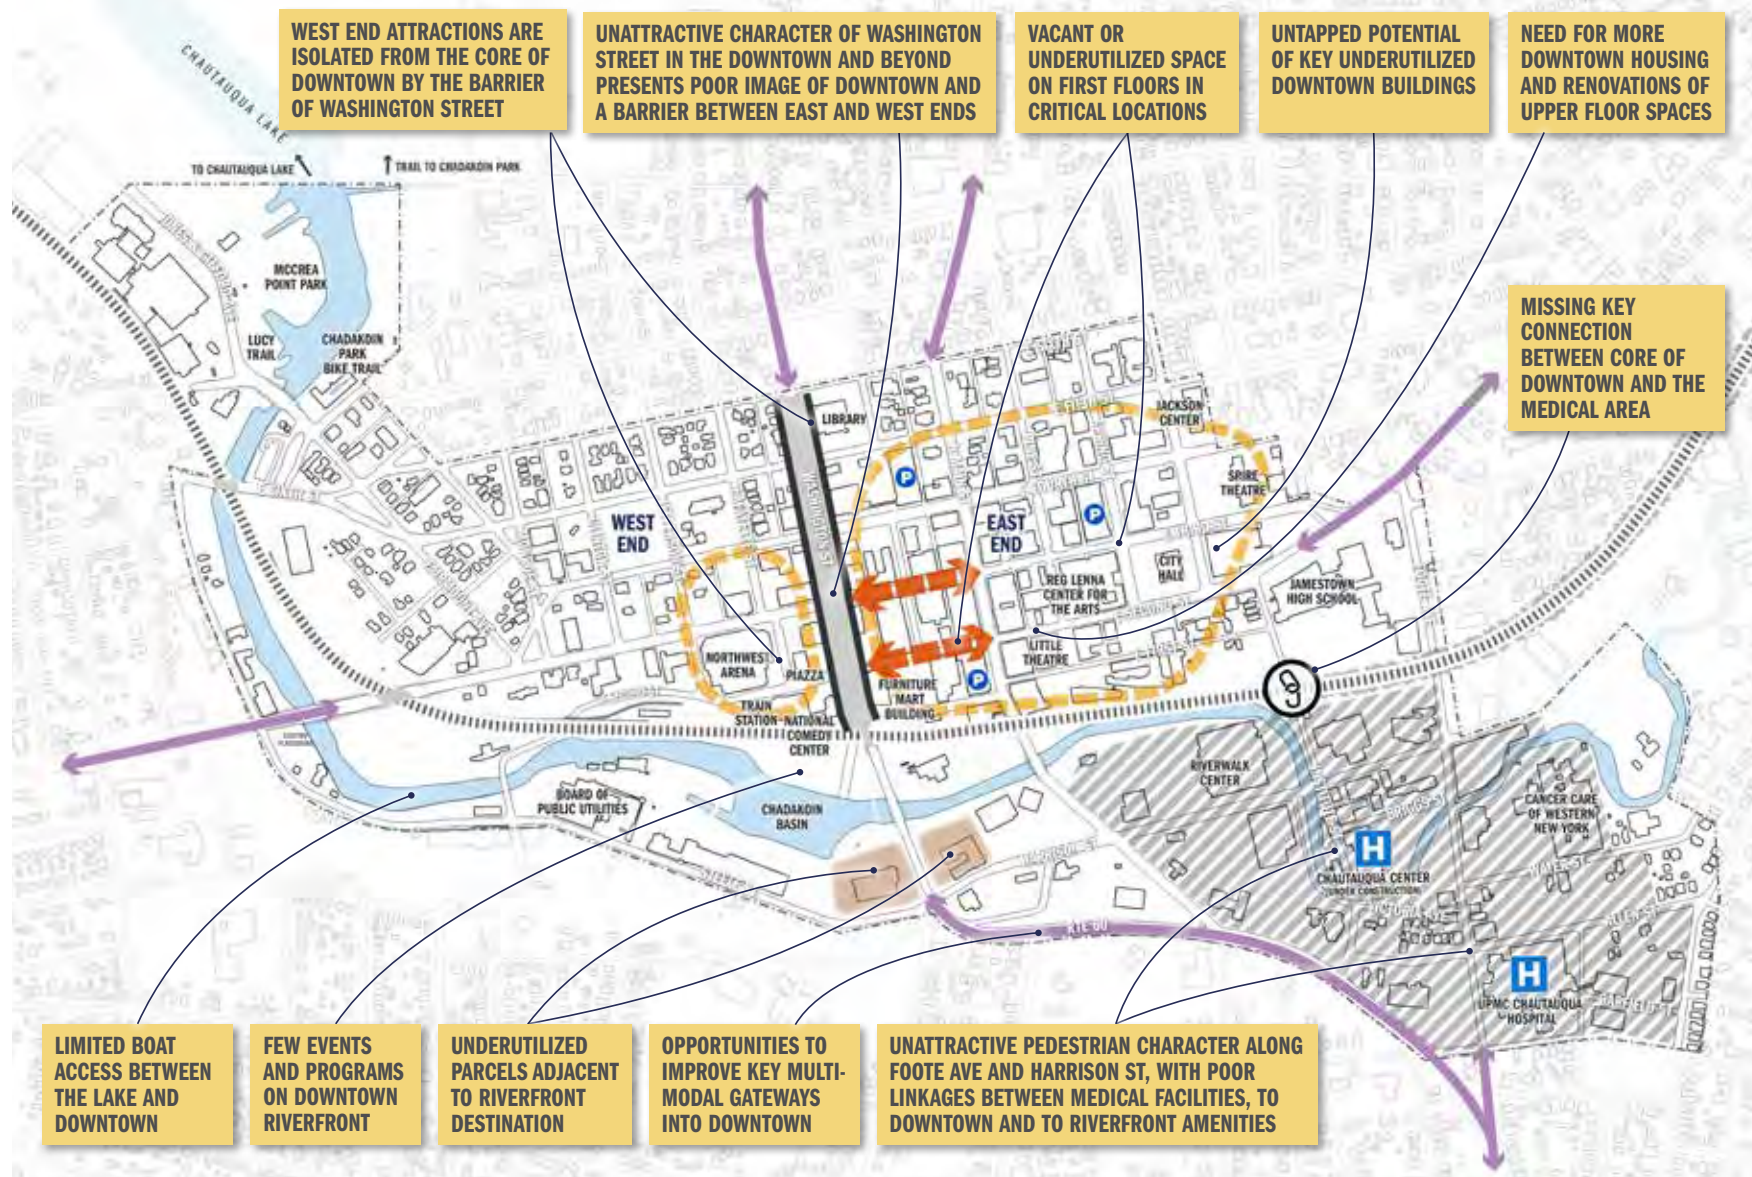 WEST END ATTRACTIONS ARE
ISOLATED FROM THE CORE OF
DOWNTOWN BY THE BARRIER
OF WASHINGTON STREET
UNATTRACTIVE CHARACTER OF WASHINGTON
STREET IN THE DOWNTOWN AND BEYOND
PRESENTS POOR IMAGE OF DOWNTOWN AND
A BARRIER BETWEEN EAST AND WEST ENDS
VACANT OR
UNDERUTILIZED SPACE
ON FIRST FLOORS IN
CRITICAL LOCATIONS
UNTAPPED POTENTIAL
OF KEY UNDERUTILIZED
DOWNTOWN BUILDINGS
NEED FOR MORE
DOWNTOWN HOUSING
AND RENOVATIONS OF
UPPER FLOOR SPACES
CHAUTAUQUA LAKE
TO CHAUTAUQUA LAKE
TRAIL TO CHADAKOIN PARK
MCCREA
POINT PARK
LUCY
TRAIL
CHADAKOIN
PARK
BIKE TRAIL
MISSING KEY
CONNECTION
BETWEEN CORE OF
DOWNTOWN AND THE
MEDICAL AREA
LIBRARY
JACKSON
CENTER
SPIRE
THEATRE
P
P
WEST
END
EAST
END
WASHINGTON ST
CITY
HALL
REG LENNA
CENTER FOR
THE ARTS
JAMESTOWN
HIGH SCHOOL
LITTLE
THEATRE
NORTHWEST
ARENA
PIAZZA
P
FURNITURE
MART
BUILDING
TRAIN
STATION-NATIONAL
COMEDY
CENTER
RIVERWALK
CENTER
BOARD OF
PUBLIC UTILITIES
CHADAKOIN
BASIN
CANCER CARE
OF WESTERN
NEW YORK
HARRISON ST
H
CHAUTAUQUA CENTER
(UNDER CONSTRUCTION)
RTE 60
H
UPMC CHAUTAUQUA
HOSPITAL
LIMITED BOAT
ACCESS BETWEEN
THE LAKE AND
DOWNTOWN
FEW EVENTS
AND PROGRAMS
ON DOWNTOWN
RIVERFRONT
UNDERUTILIZED
PARCELS ADJACENT
TO RIVERFRONT
DESTINATION
OPPORTUNITIES TO
IMPROVE KEY MULTI-
MODAL GATEWAYS
INTO DOWNTOWN
UNATTRACTIVE PEDESTRIAN CHARACTER ALONG
FOOTE AVE AND HARRISON ST, WITH POOR
LINKAGES BETWEEN MEDICAL FACILITIES, TO
DOWNTOWN AND TO RIVERFRONT AMENITIES